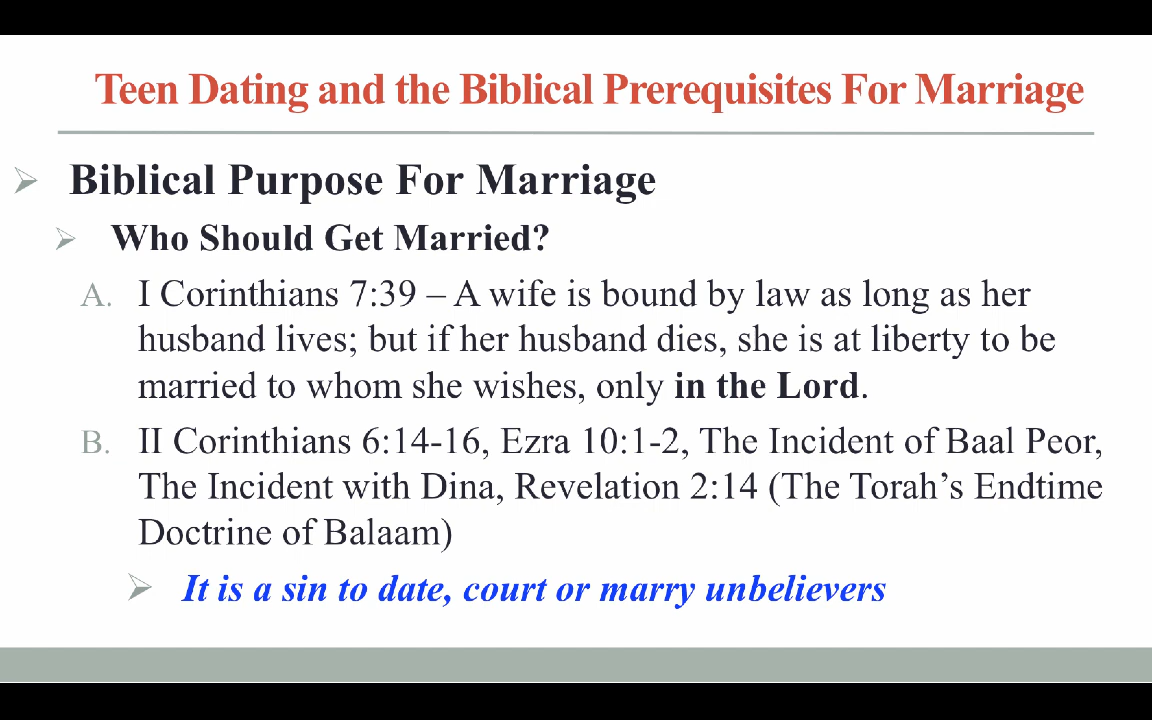 Teen Dating and the Biblical Prerequisites For Marriage
Biblical Purpose For Marriage
Who Should Get Married?
A. I Corinthians 7:39 – A wife is bound by law as long as her
husband lives; but if her husband dies, she is at liberty to be
married to whom she wishes, only in the Lord.
B. II Corinthians 6:14-16, Ezra 10:1-2, The Incident of Baal Peor,
The Incident with Dina, Revelation 2:14 (The Torah’s Endtime
Doctrine of Balaam)
It is a sin to date, court or marry unbelievers